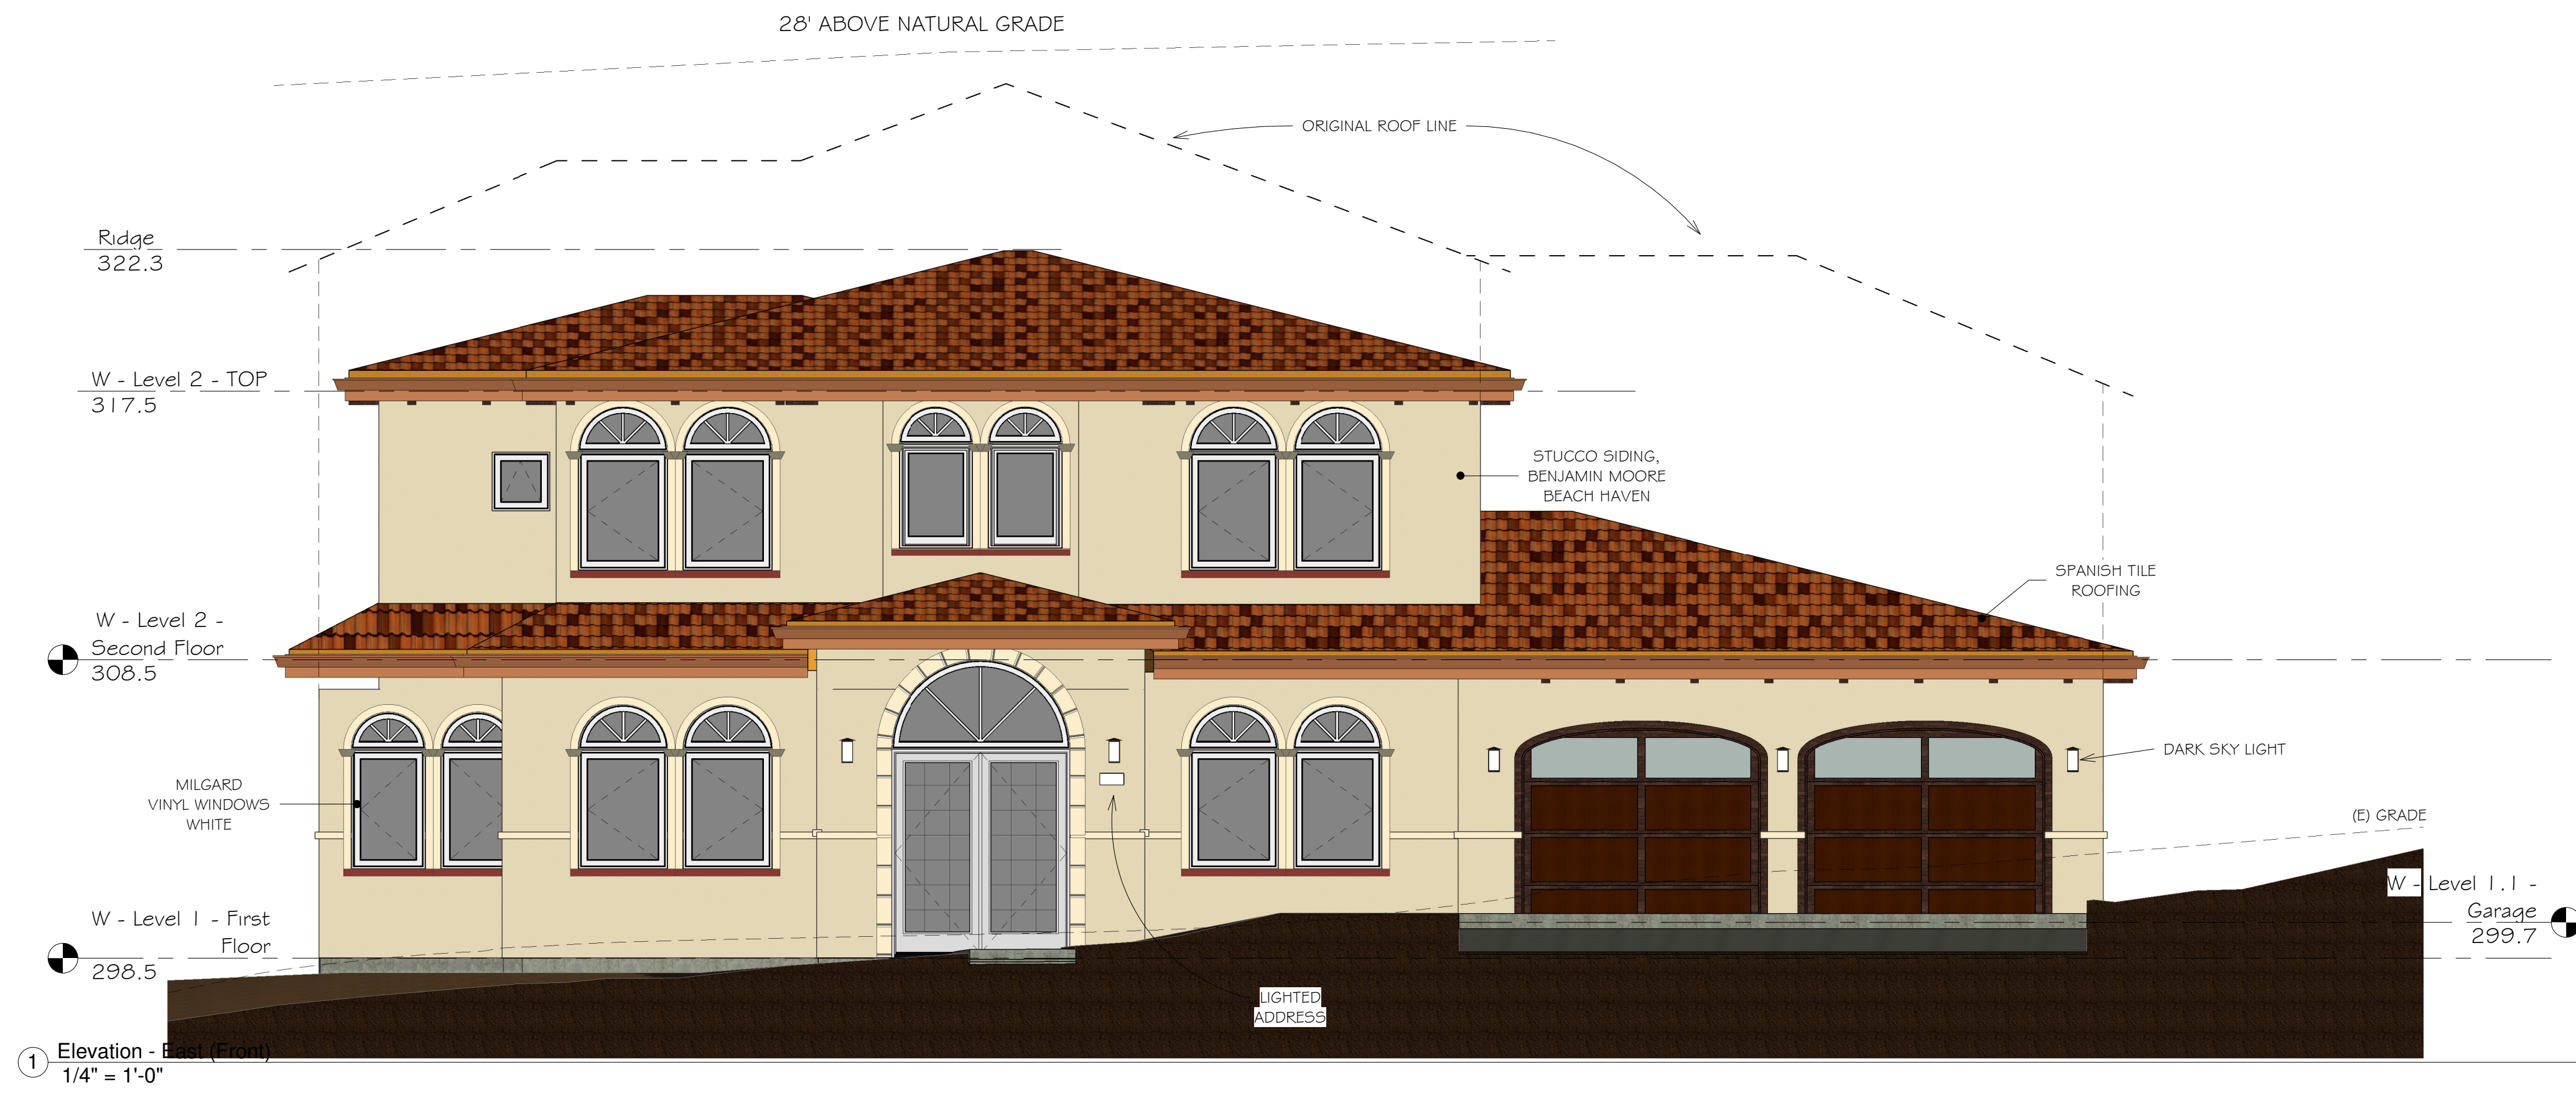 28' ABOVE NATURAL GRADE
ORIGINAL ROOF LINE
Ridge
322.3
W - Level 2 - TOP
317.5
STUCCO SIDING,
BENJAMIN MOORE
BEACH HAVEN
SPANISH TILE
ROOFING
W - Level 2 -
Second Floor
308.5
DARK SKY LIGHT
MILGARD
VINYL WINDOWS
WHITE
(E) GRADE
W - Level 1.1 -
Garage
299.7
W - Level 1 - First
Floor
298.5
LIGHTED
ADDRESS
1
Elevation - East (Front)
1/4" = 1'-0"